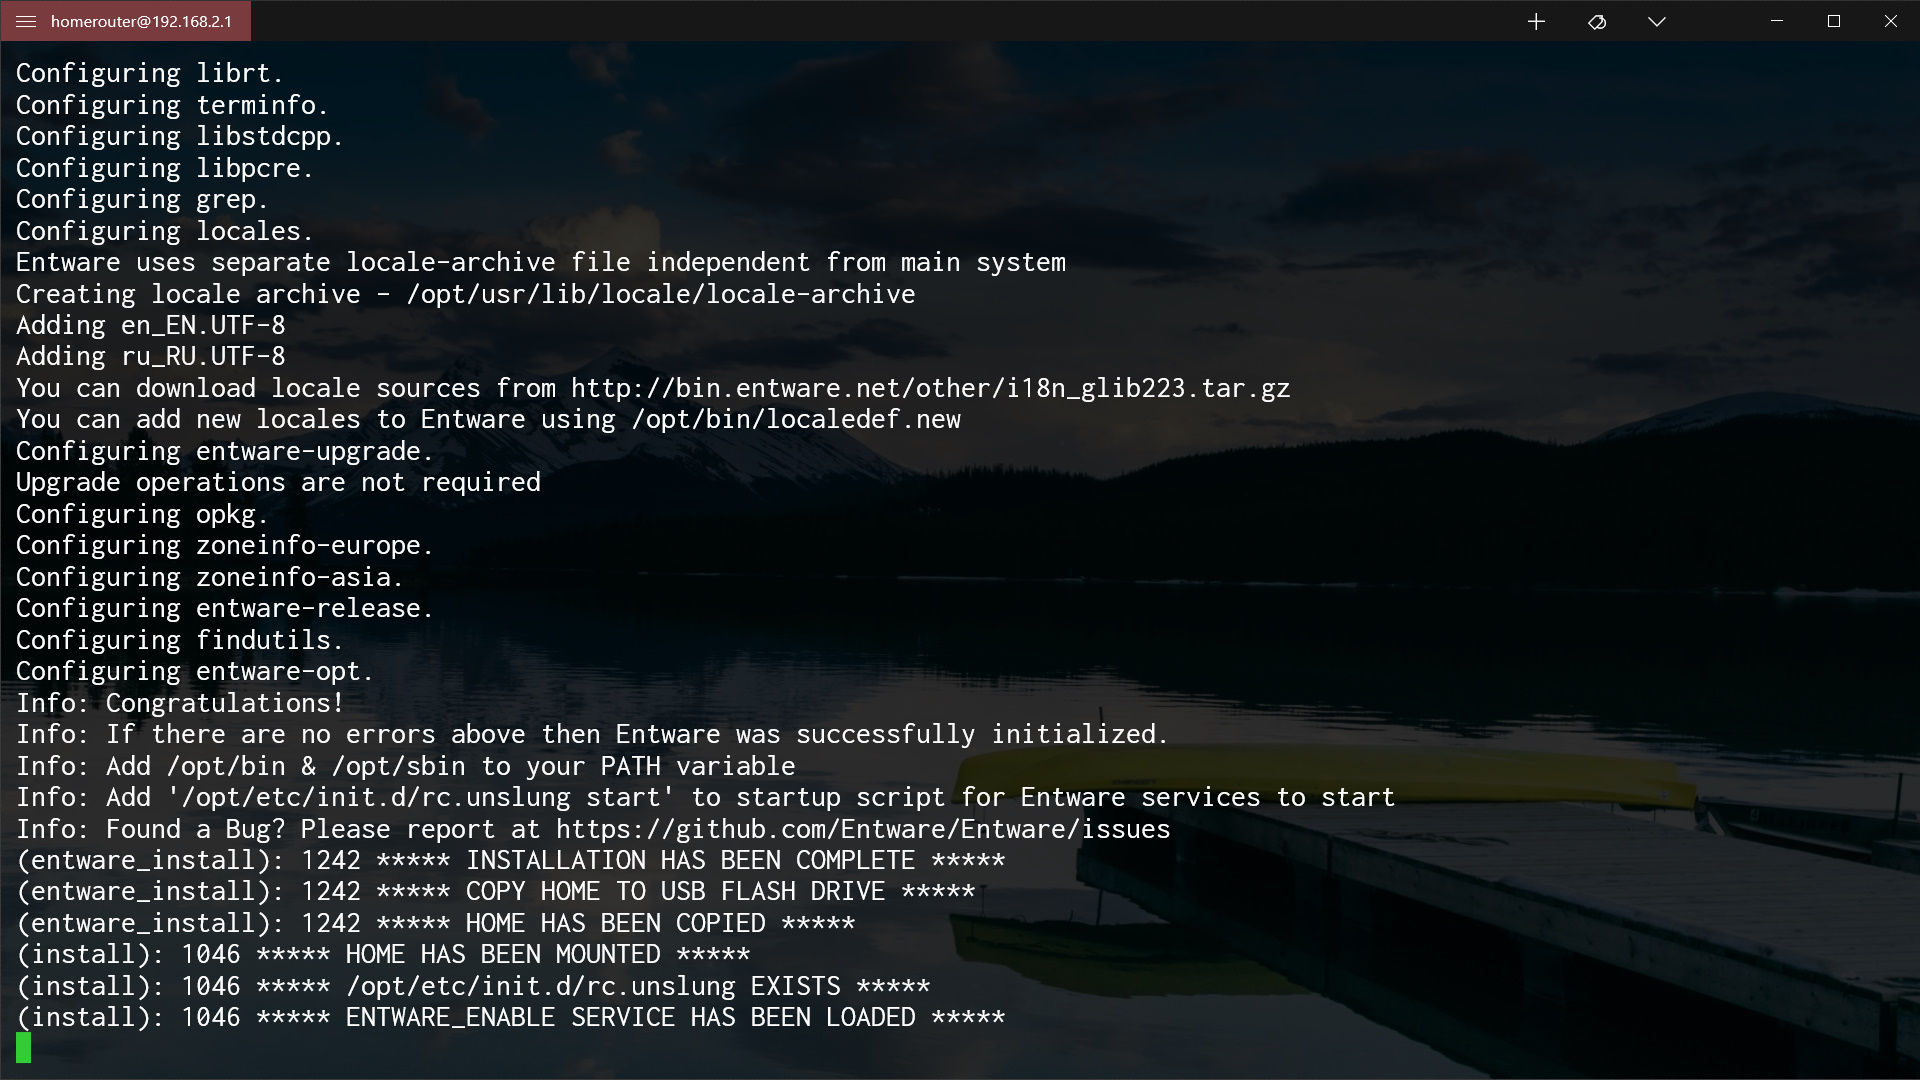 homerouter@192.168.2.1
Configuring librt.
Configuring terminfo.
Configuring libstdcpp.
Configuring libpcre.
Configuring grep.
Configuring locales.
Entware uses separate locale-archive file independent from main system
Creating locale archive - /opt/usr/lib/locale/locale-archive
Adding en_EN.UTF-8
Adding ru_RU.UTF-8
You can download locale sources from http://bin.entware.net/other/i18n_glib223.tar.gz
You can add new locales to Entware using /opt/bin/localedef.new
Configuring entware-upgrade.
Upgrade operations are not required
Configuring opkg.
Configuring zoneinfo-europe.
Configuring zoneinfo-asia.
Configuring entware-release.
Configuring findutils.
Configuring entware-opt.
Info: Congratulations!
Info: If there are no errors above then Entware was successfully initialized.
Info: Add /opt/bin & /opt/sbin to your PATH variable
Info: Add '/opt/etc/init.d/rc.unslung start' to startup script for Entware services to start
Info: Found a Bug? Please report at https://github.com/Entware/Entware/issues
(entware_install): 1242 ***** INSTALLATION HAS BEEN COMPLETE *****
(entware_install): 1242 ***** COPY HOME TO USB FLASH DRIVE *****
(entware_install): 1242 ***** HOME HAS BEEN COPIED *****
(install): 1046 ***** HOME HAS BEEN MOUNTED *****
(install): 1046 ***** /opt/etc/init.d/rc.unslung EXISTS *****
(install): 1046 ***** ENTWARE_ENABLE SERVICE HAS BEEN LOADED *****